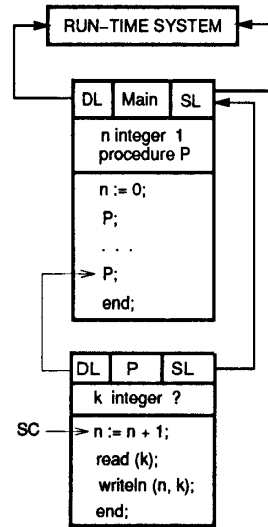 RUN-TIME SYSTEM
DL Main SL
n integer 1
procedure P
n := 0;
P;
. . .
P;
end;
DL P SL
k integer ?
SC n := n + 1;
read (k);
writeln (n, k);
end;